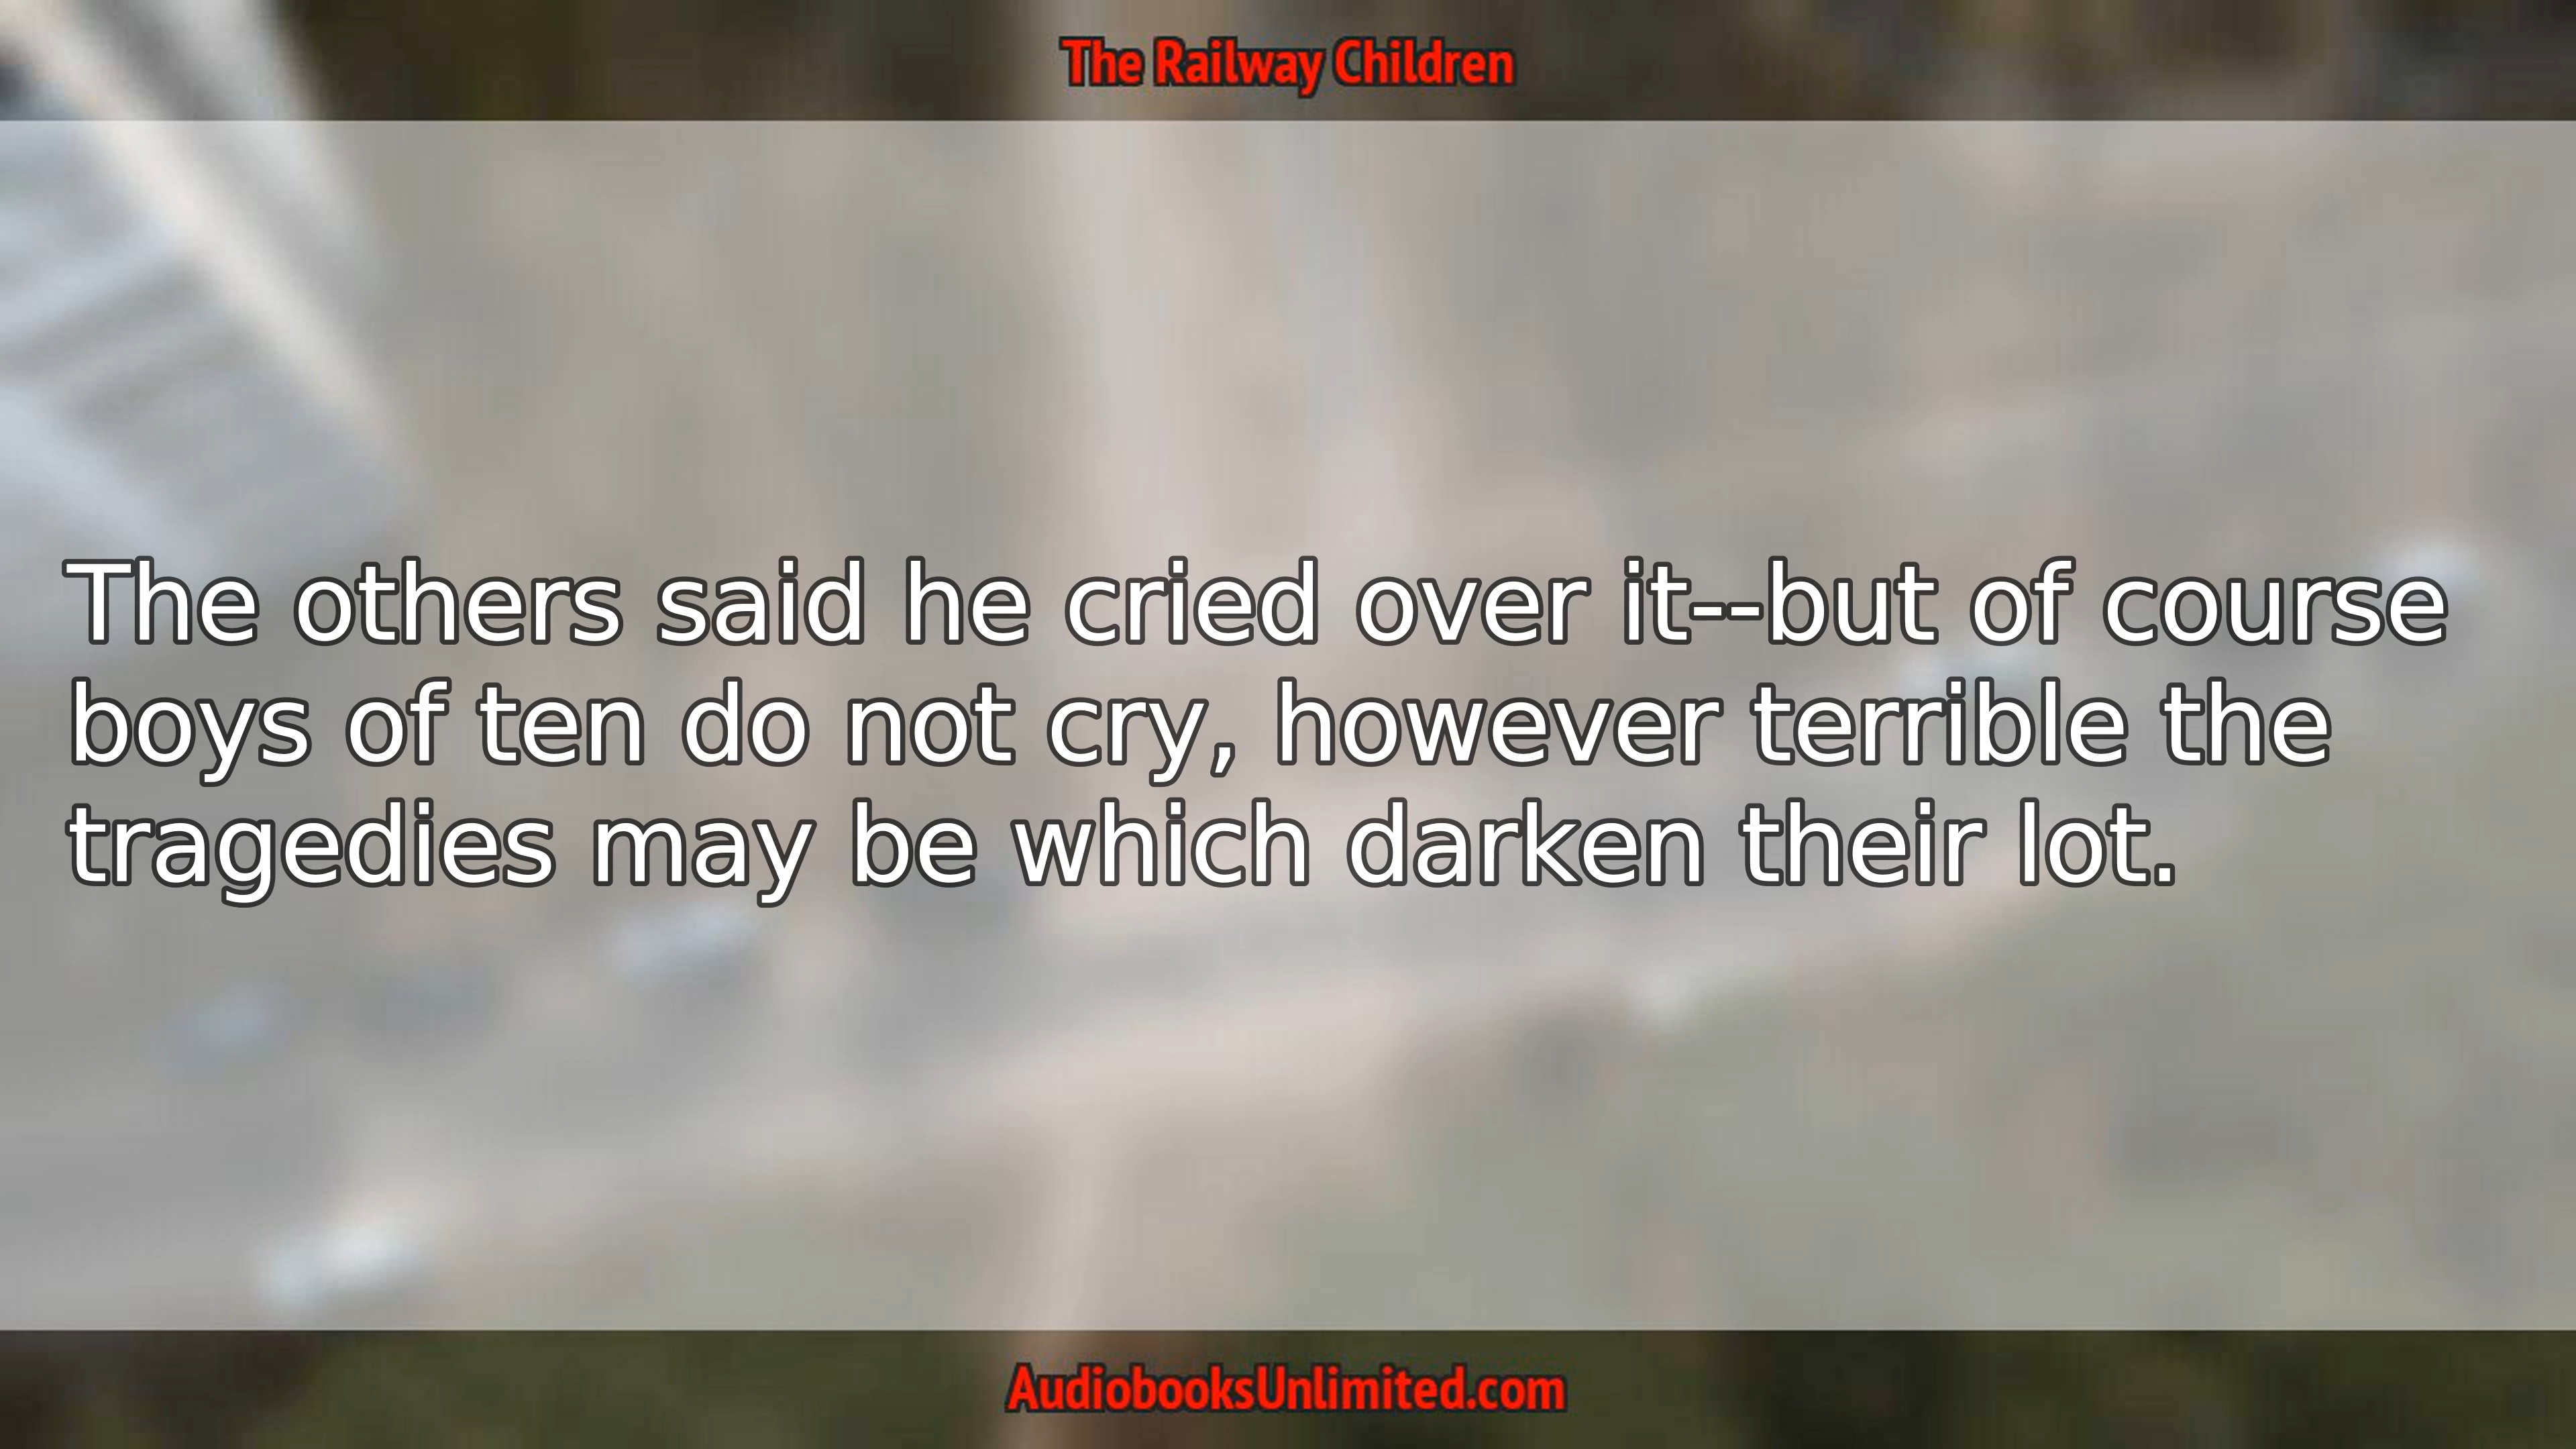 The Railway Children
The others said he cried over it--but of course
boys of ten do not cry, however terrible the
tragedies may be which darken their lot.
AudiobooksUnlimited.com